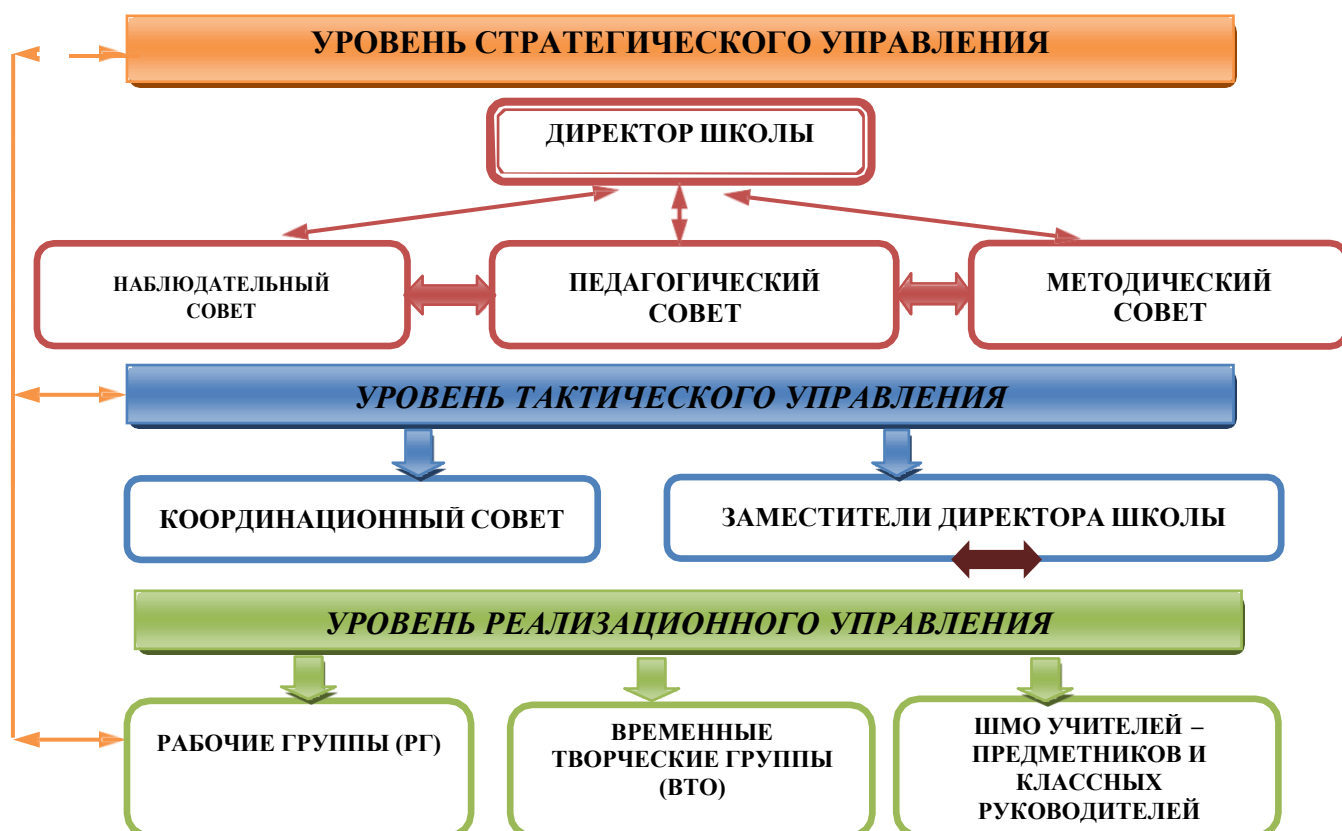 УРОВЕНЬ СТРАТЕГИЧЕСКОГО УПРАВЛЕНИЯ
ДИРЕКТОР ШКОЛЫ
НАБЛЮДАТЕЛЬНЫЙ
СОВЕТ
ПЕДАГОГИЧЕСКИЙ
СОВЕТ
МЕТОДИЧЕСКИЙ
СОВЕТ
УРОВЕНЬ ТАКТИЧЕСКОГО УПРАВЛЕНИЯ
КООРДИНАЦИОННЫЙ СОВЕТ
ЗАМЕСТИТЕЛИ ДИРЕКТОРА ШКОЛЫ
УРОВЕНЬ РЕАЛИЗАЦИОННОГО УПРАВЛЕНИЯ
РАБОЧИЕ ГРУППЫ (РГ)
ВРЕМЕННЫЕ
ТВОРЧЕСКИЕ ГРУППЫ
(ВТО)
ШМО УЧИТЕЛЕЙ –
ПРЕДМЕТНИКОВ И
КЛАССНЫХ
РУКОВОДИТЕЛЕЙ